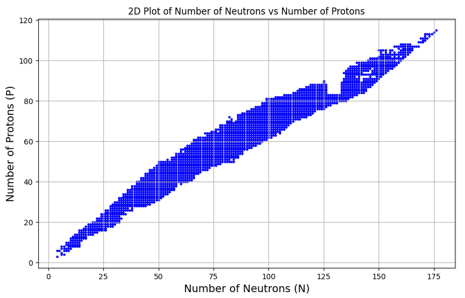 2D Plot of Number of Neutrons vs Number of Protons
120
100
80
60
40
20
0
Number of Protons (P)
0 25 50 75 100 125 150 175
Number of Neutrons (N)